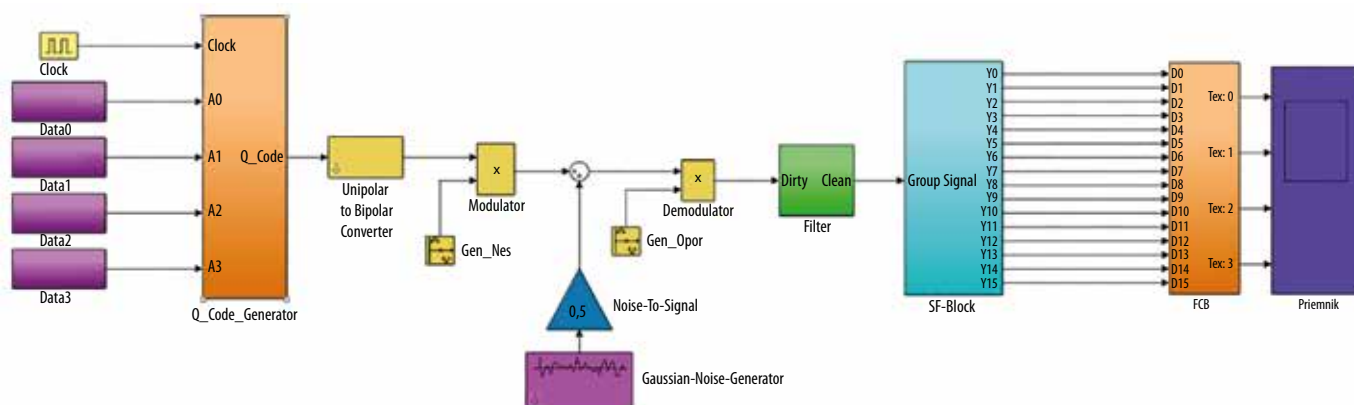 Clock
Data0
Data1
Data2
Data3
Clock
A0
A1
A2
A3
Q_Code
Q_Code_Generator
Unipolar
to Bipolar
Converter
x
Modulator
Gen_Nes
0,5
Noise-To-Signal
Gaussian-Noise-Generator
x
Demodulator
Gen_Opor
Dirty Clean
Filter
Group Signal
Y0
Y1
Y2
Y3
Y4
Y5
Y6
Y7
Y8
Y9
Y10
Y11
Y12
Y13
Y14
Y15
SF-Block
D0
D1
D2
D3
D4
D5
D6
D7
D8
D9
D10
D11
D12
D13
D14
D15
Tex: 0
Tex: 1
Tex: 2
Tex: 3
FCB
Priemnik